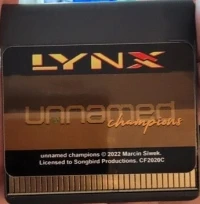 LYNX
unnamed
champions
unnamed champions © 2022 Marcin Siwek.
Licensed to Songbird Productions. CF2020C